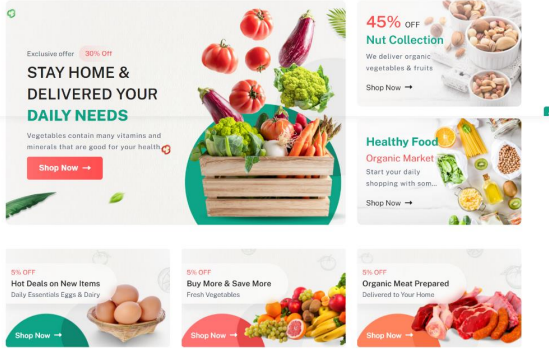 Exclusive offer 30% Off
STAY HOME &
DELIVERED YOUR
DAILY NEEDS
Vegetables contain many vitamins and
minerals that are good for your health.
Shop Now →
45% OFF
Nut Collection
We deliver organic
vegetables & fruits
Shop Now →
Healthy Food
Organic Market
Start your daily
shopping with som...
Shop Now →
5% OFF
Hot Deals on New Items
Daily Essentials Eggs & Dairy
Shop Now →
5% OFF
Buy More & Save More
Fresh Vegetables
Shop Now →
5% OFF
Organic Meat Prepared
Delivered to Your Home
Shop Now →